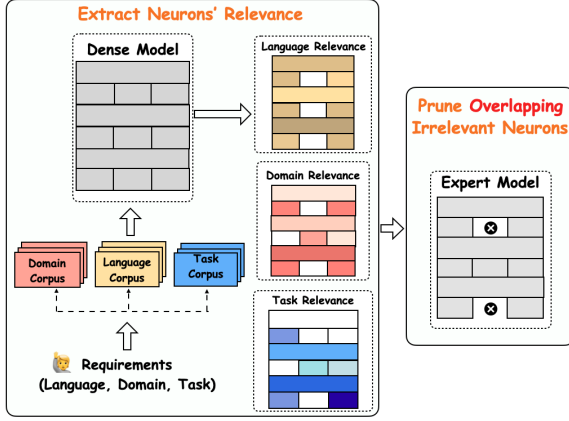 Extract Neurons' Relevance
Dense Model
Language Relevance
Domain Relevance
Task Relevance
Domain
Corpus
Language
Corpus
Task
Corpus
Requirements
(Language, Domain, Task)
Prune Overlapping
Irrelevant Neurons
Expert Model